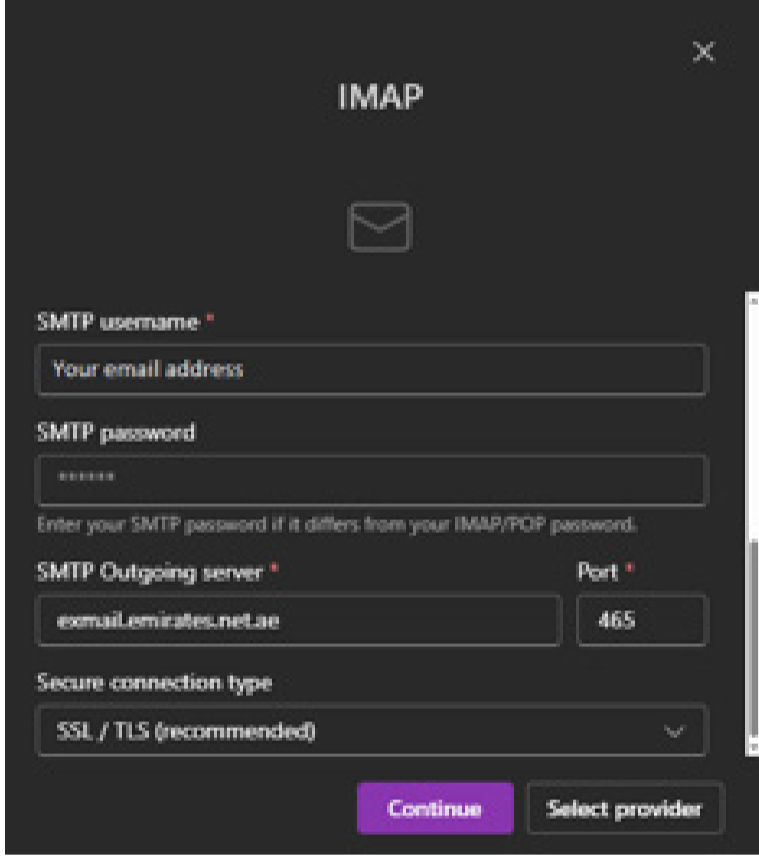 IMAP
SMTP username *
Your email address
SMTP password
******
Enter your SMTP password if it differs from your IMAP/POP password.
SMTP Outgoing server * Port *
exmail.emirates.net.ae 465
Secure connection type
SSL / TLS (recommended)
Continue Select provider